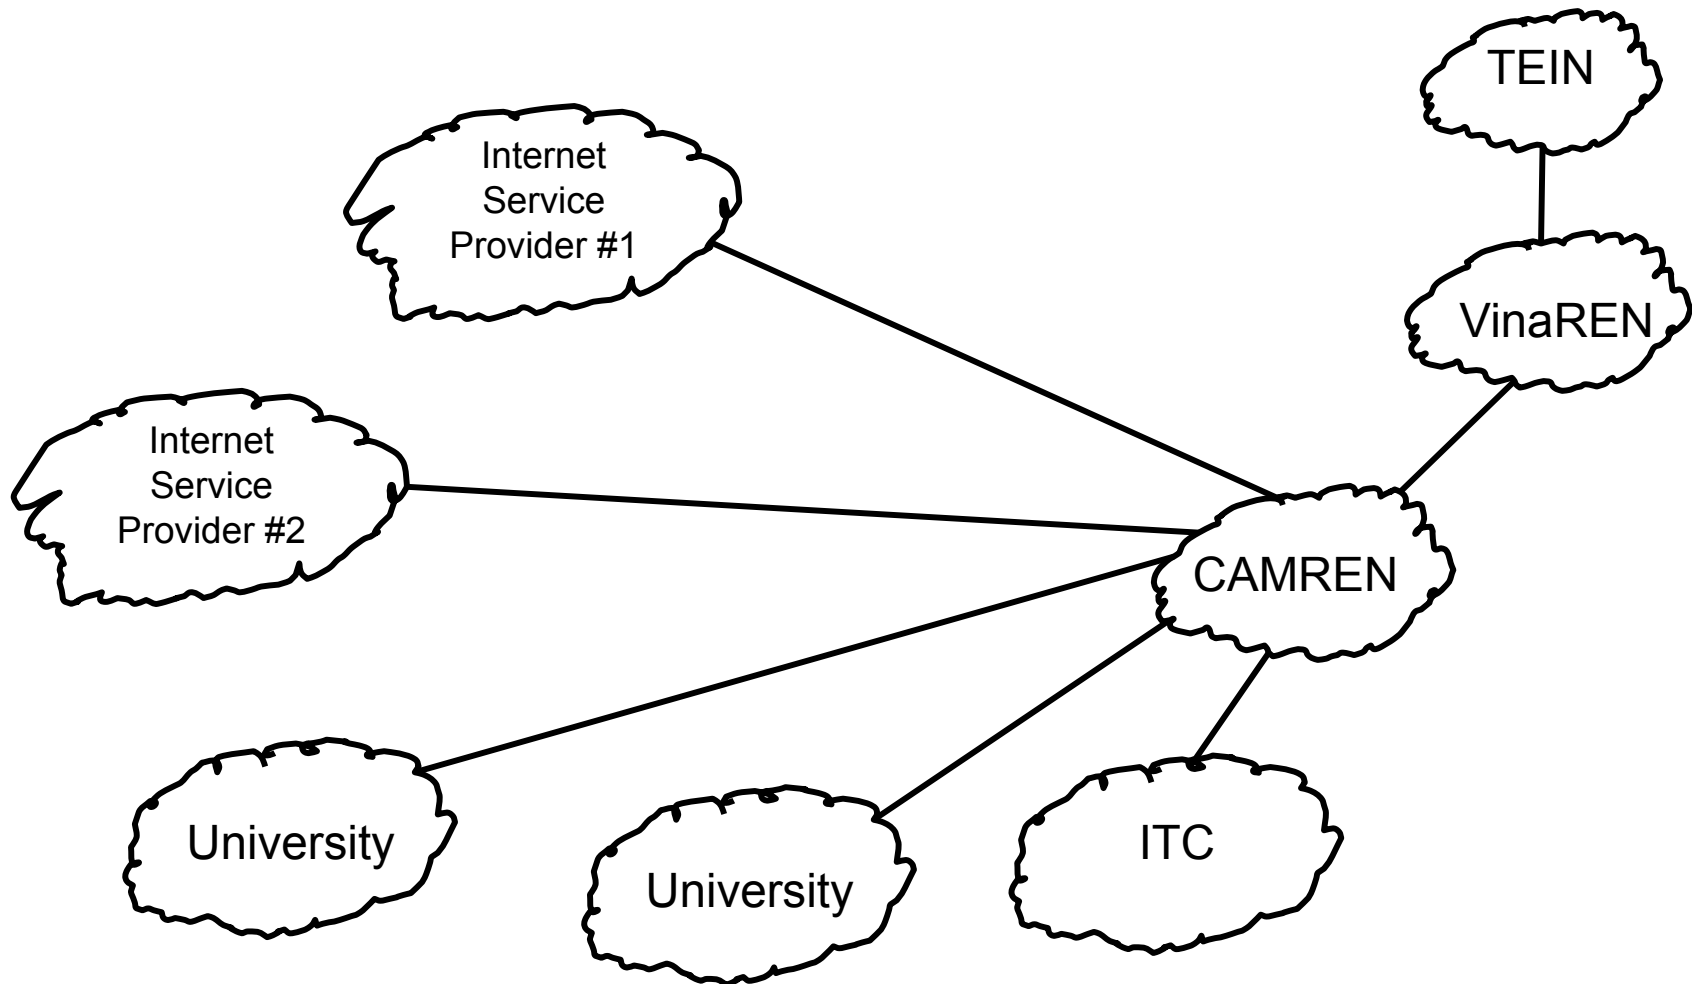 TEIN
Internet
Service
Provider #1
VinaREN
Internet
Service
Provider #2
CAMREN
University
University
ITC